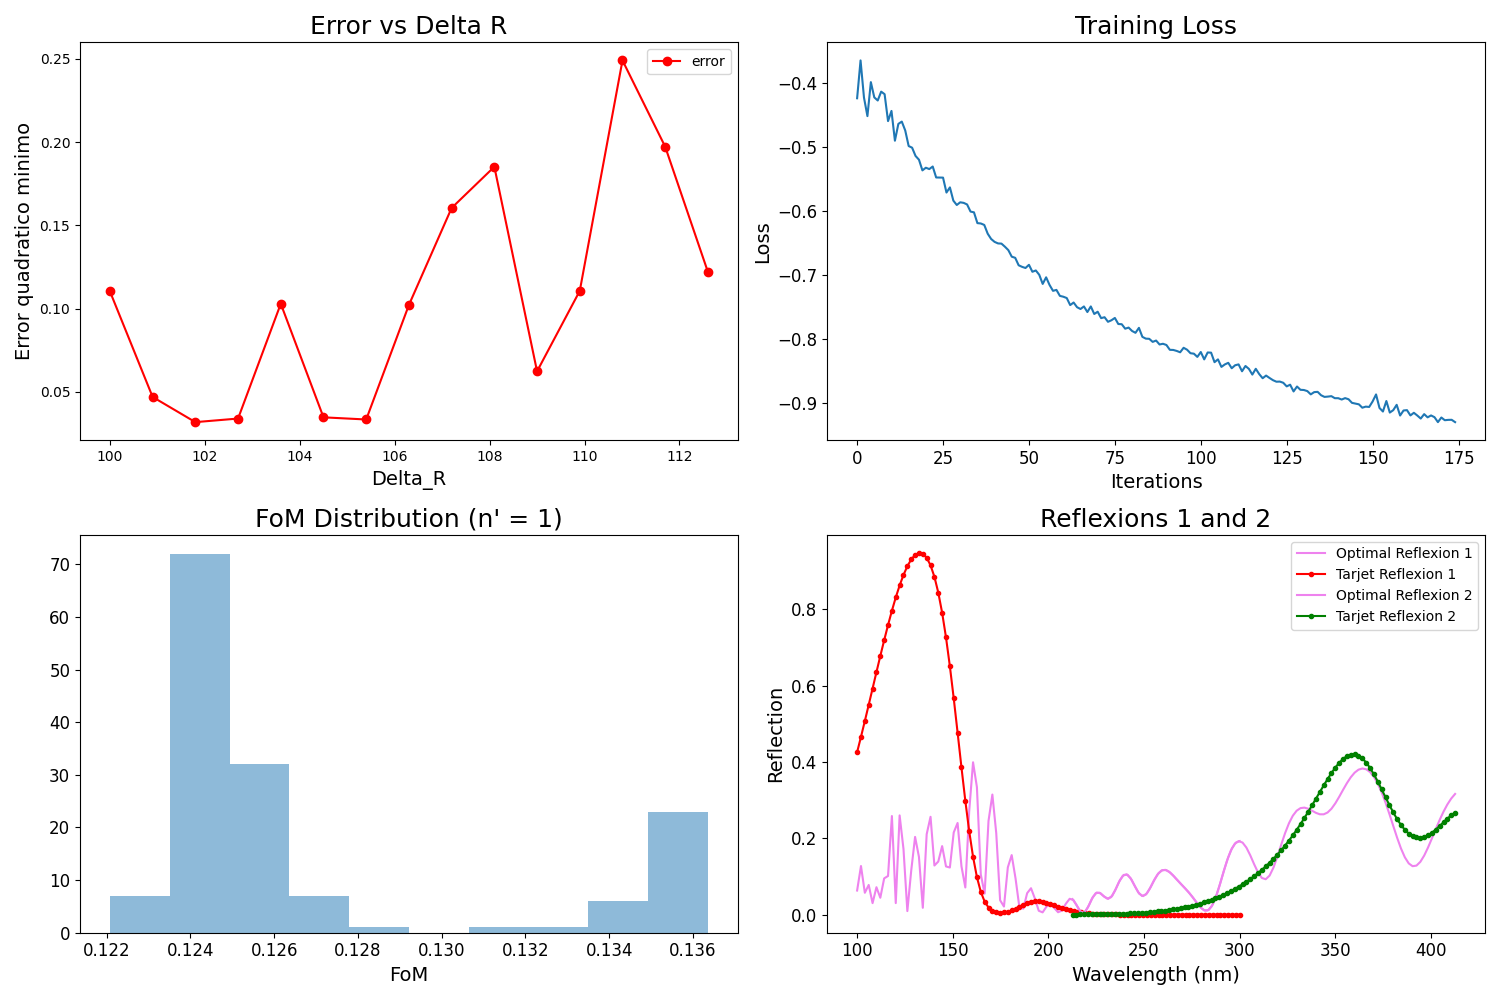 Error vs Delta R
error
Error quadratico minimo
0.25
0.20
0.15
0.10
0.05
100 102 104 106 108 110 112
Delta_R
Training Loss
Loss
−0.4
−0.5
−0.6
−0.7
−0.8
−0.9
0 25 50 75 100 125 150 175
Iterations
FoM Distribution (n' = 1)
70
60
50
40
30
20
10
0
0.122 0.124 0.126 0.128 0.130 0.132 0.134 0.136
FoM
Reflexions 1 and 2
Optimal Reflexion 1
Tarjet Reflexion 1
Optimal Reflexion 2
Tarjet Reflexion 2
Reflection
0.8
0.6
0.4
0.2
0.0
100 150 200 250 300 350 400
Wavelength (nm)